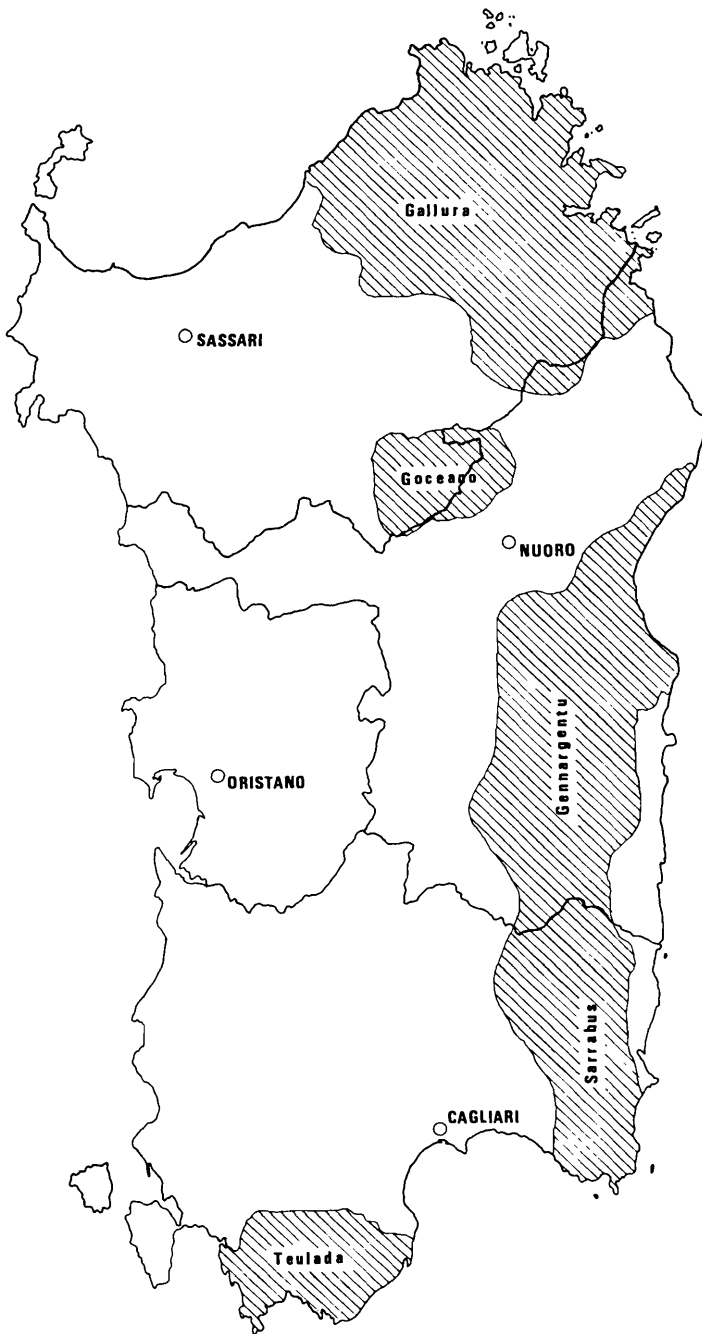 Gallura
SASSARI
Goceano
NUORO
Gennargentu
ORISTANO
Sarrabus
CAGLIARI
Teulada